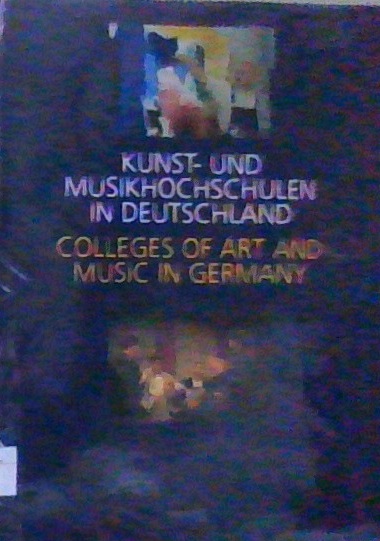 KUNST- UND
MUSIKHOCHSCHULEN
IN DEUTSCHLAND
COLLEGES OF ART AND
MUSIC IN GERMANY